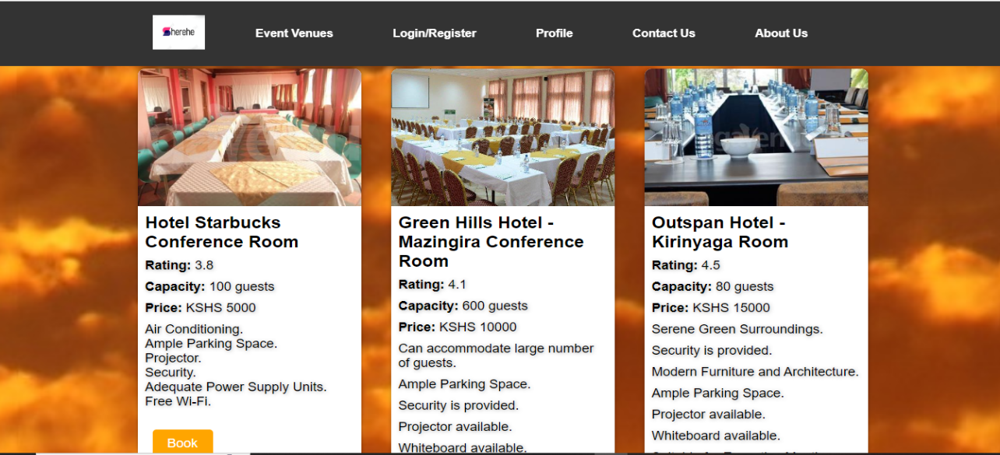 Sherehe
Event Venues
Login/Register
Profile
Contact Us
About Us
Hotel Starbucks
Conference Room
Rating: 3.8
Capacity: 100 guests
Price: KSHS 5000
Air Conditioning.
Ample Parking Space.
Projector.
Security.
Adequate Power Supply Units.
Free Wi-Fi.
Book
Green Hills Hotel -
Mazingira Conference
Room
Rating: 4.1
Capacity: 600 guests
Price: KSHS 10000
Can accommodate large number
of guests.
Ample Parking Space.
Security is provided.
Projector available.
Whiteboard available.
Outspan Hotel -
Kirinyaga Room
Rating: 4.5
Capacity: 80 guests
Price: KSHS 15000
Serene Green Surroundings.
Security is provided.
Modern Furniture and Architecture.
Ample Parking Space.
Projector available.
Whiteboard available.